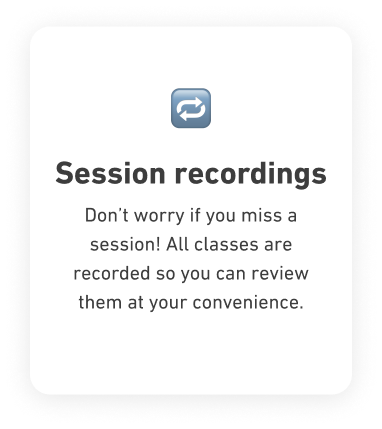 Session recordings
Don’t worry if you miss a
session! All classes are
recorded so you can review
them at your convenience.